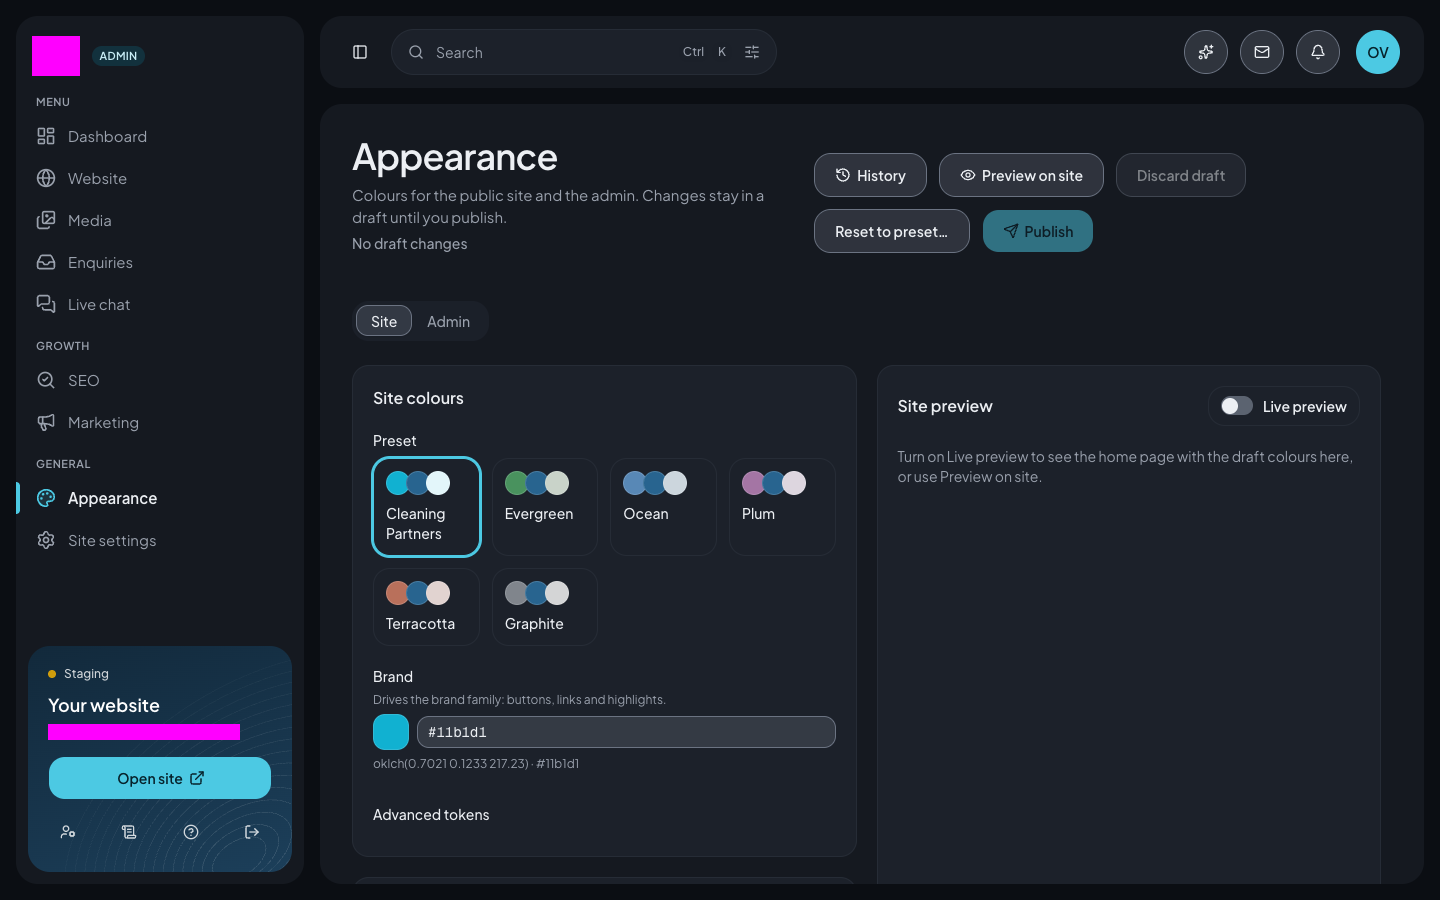 ADMIN
MENU
Dashboard
Website
Media
Enquiries
Live chat
GROWTH
SEO
Marketing
GENERAL
Appearance
Site settings
Staging
Your website
Open site
Search
Ctrl K
OV
Appearance
Colours for the public site and the admin. Changes stay in a
draft until you publish.
No draft changes
History
Preview on site
Discard draft
Reset to preset…
Publish
Site
Admin
Site colours
Preset
Cleaning
Partners
Evergreen
Ocean
Plum
Terracotta
Graphite
Brand
Drives the brand family: buttons, links and highlights.
#11b1d1
oklch(0.7021 0.1233 217.23) · #11b1d1
Advanced tokens
Site preview
Live preview
Turn on Live preview to see the home page with the draft colours here,
or use Preview on site.